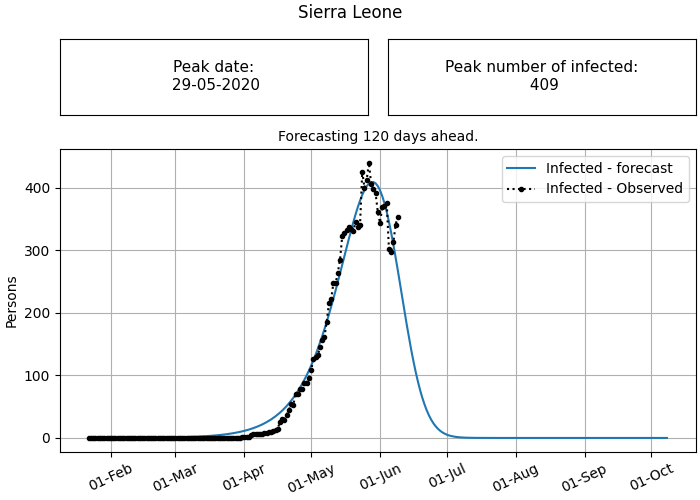 Sierra Leone
Peak date:
29-05-2020
Peak number of infected:
409
Forecasting 120 days ahead.
Infected - forecast
Infected - Observed
Persons
400
300
200
100
0
01-Feb
01-Mar
01-Apr
01-May
01-Jun
01-Jul
01-Aug
01-Sep
01-Oct